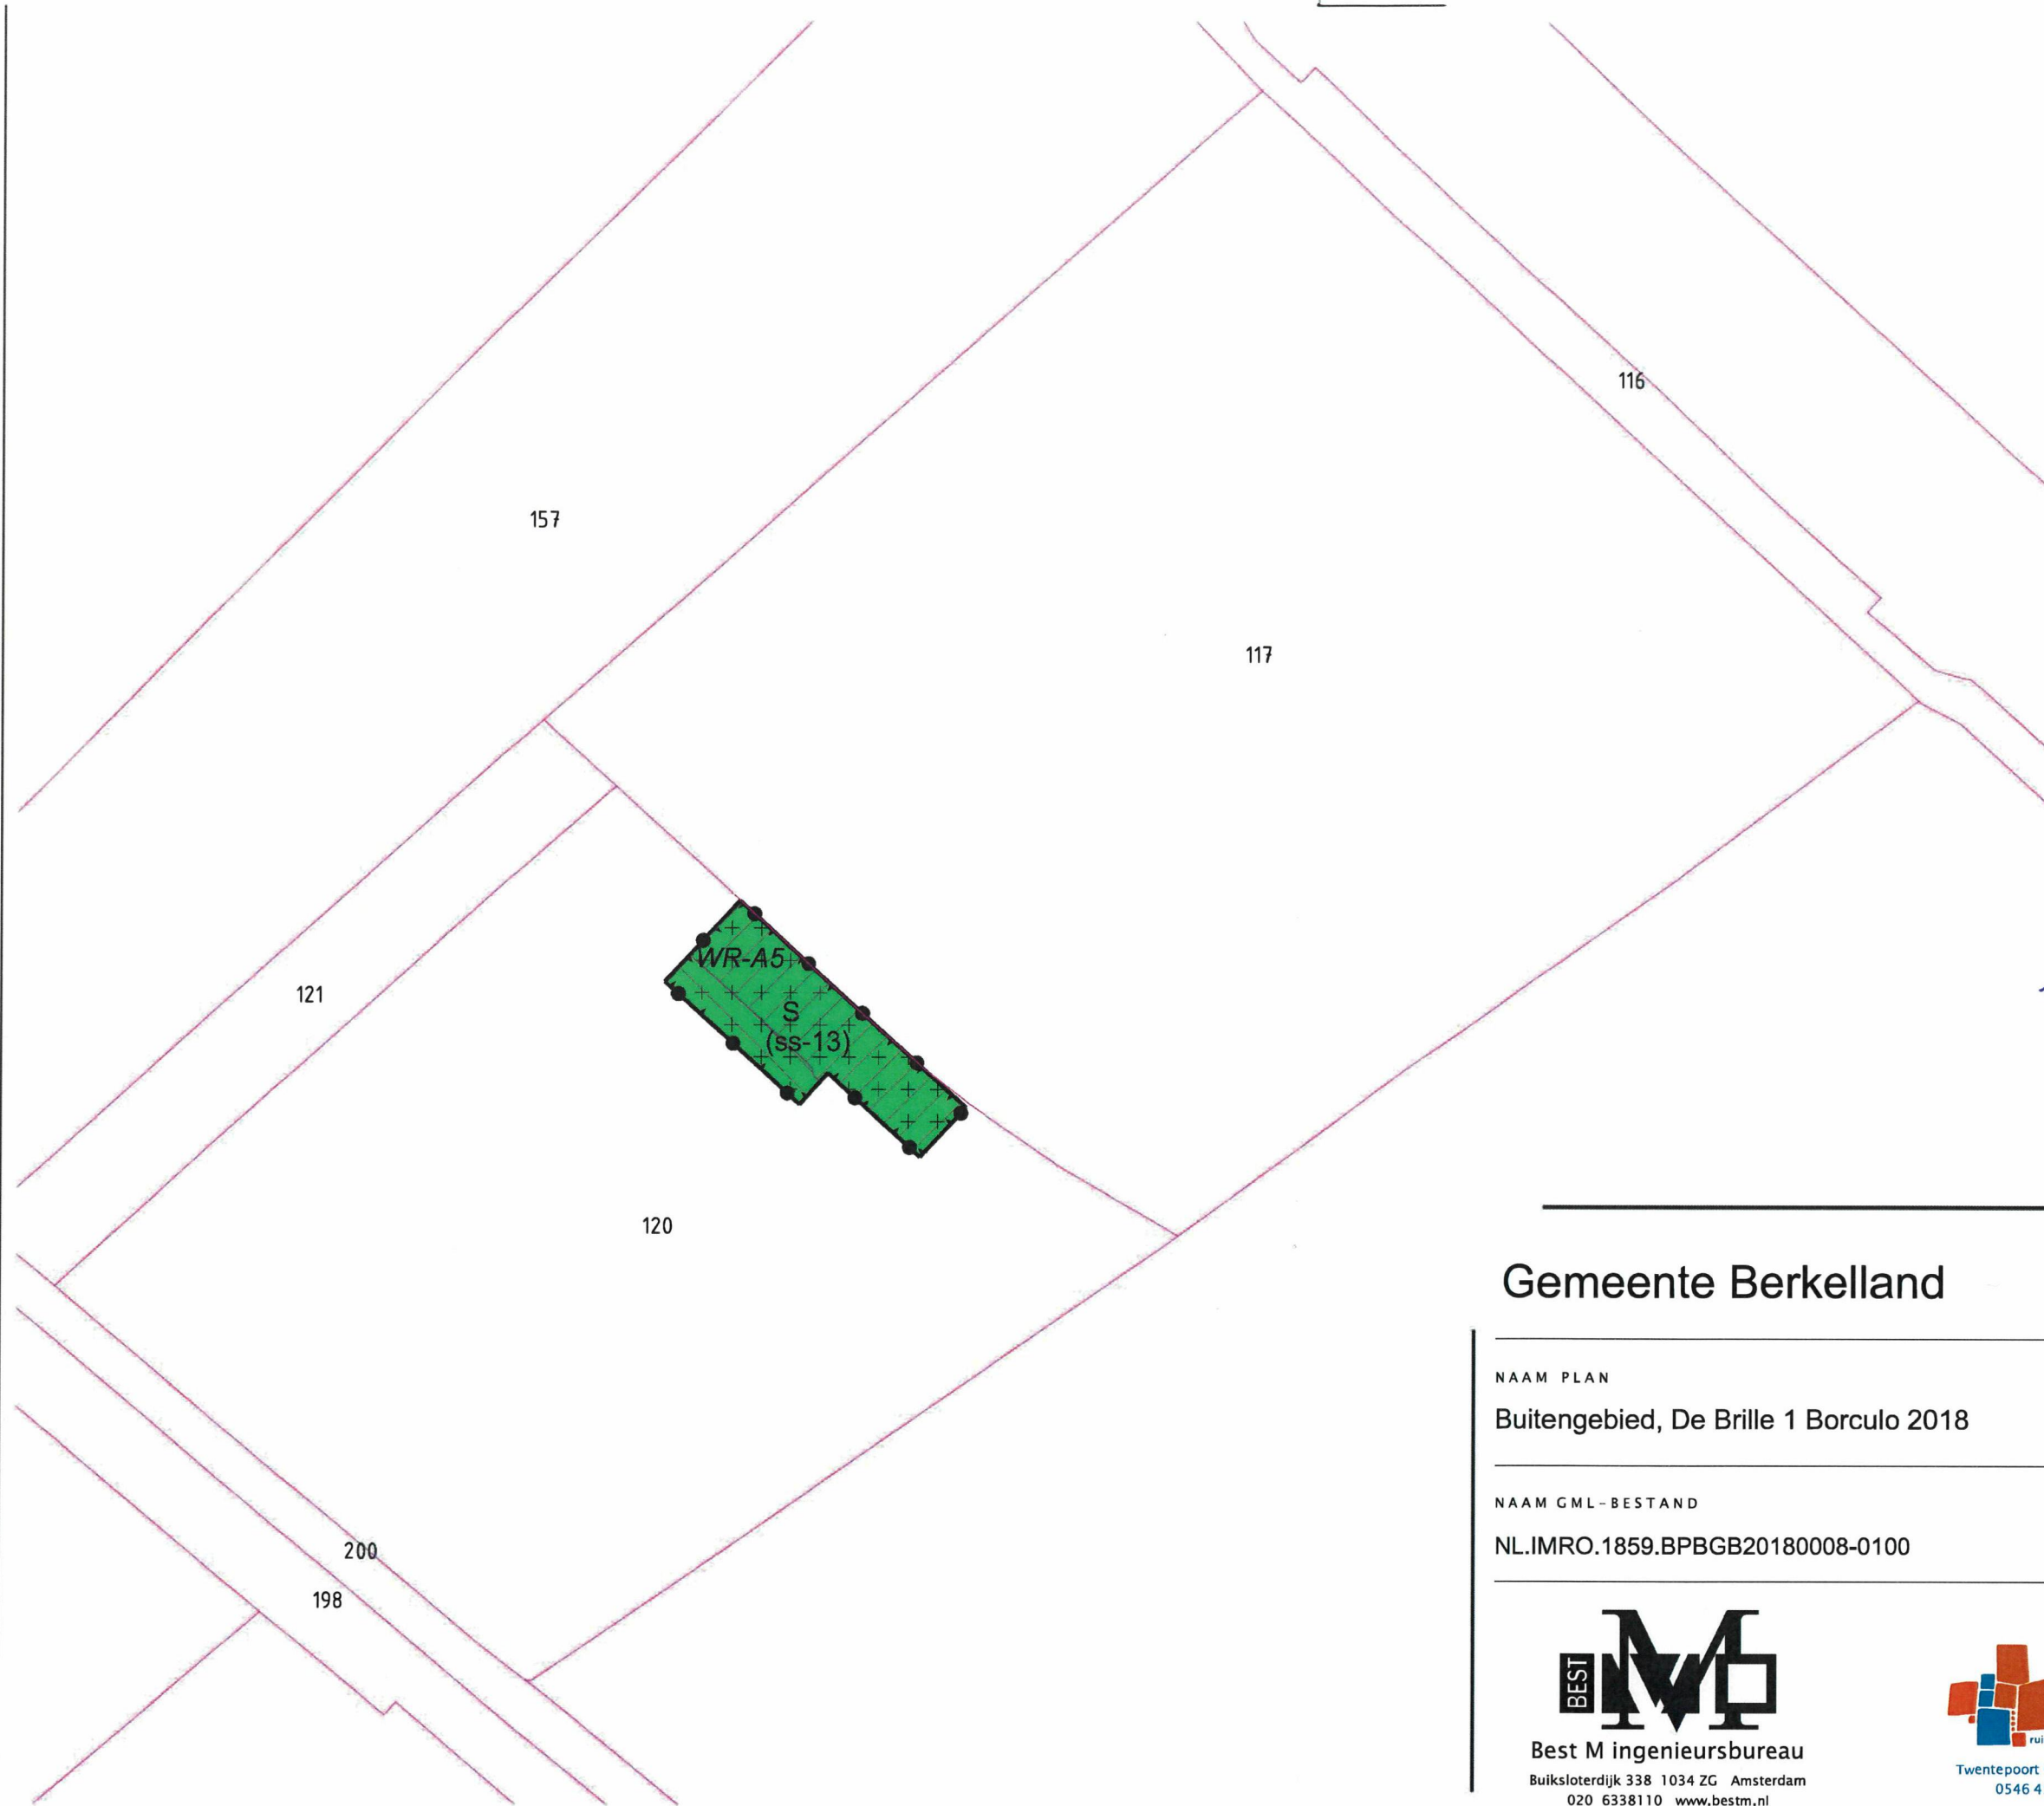 116
157
117
WR-A5
121
S
(ss-13)
120
Gemeente Berkelland
NAAM PLAN
Buitengebied, De Brille 1 Borculo 2018
NAAM GML-BESTAND
NL.IMRO.1859.BPBGB20180008-0100
200
198
BEST
M
Best M ingenieursbureau
Buiksloterdijk 338 1034 ZG Amsterdam
020 6338110 www.bestm.nl
Twentepoort
0546 4